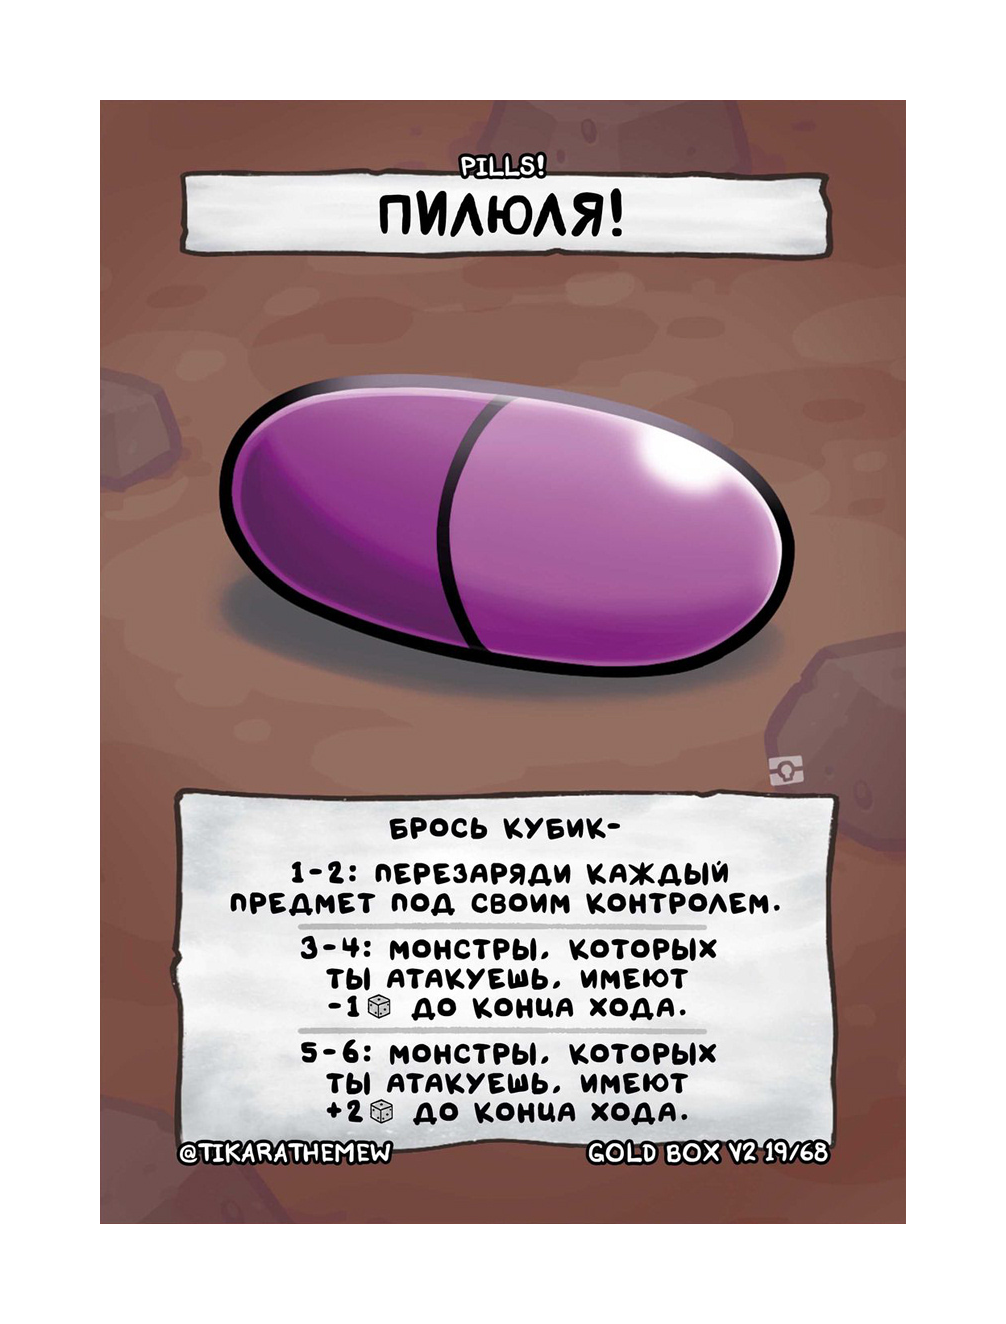 PILLS!
ПИЛЮЛЯ!
БРОСЬ КУБИК-
1-2: ПЕРЕЗАРЯДИ КАЖДЫЙ
ПРЕДМЕТ ПОД СВОИМ КОНТРОЛЕМ.
3-4: МОНСТРЫ, КОТОРЫХ
ТЫ АТАКУЕШЬ, ИМЕЮТ
-1 ДО КОНЦА ХОДА.
5-6: МОНСТРЫ, КОТОРЫХ
ТЫ АТАКУЕШЬ, ИМЕЮТ
+2 ДО КОНЦА ХОДА.
@TIKARATHEMEW
GOLD BOX V2 19/68